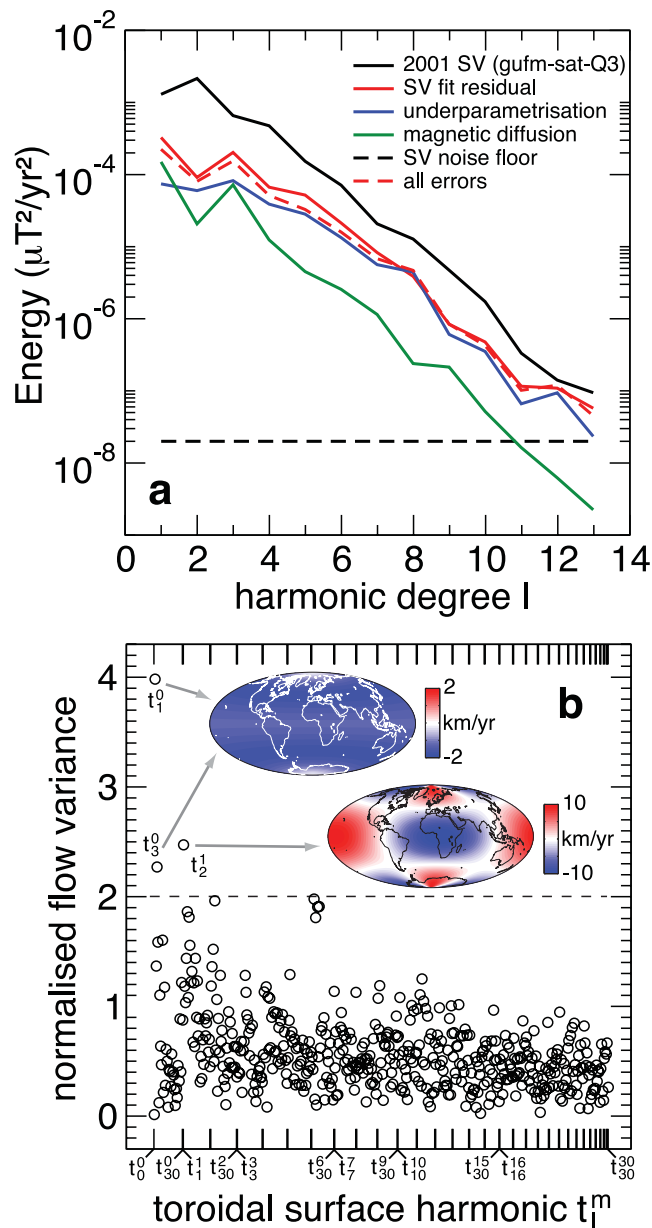 10⁻²
10⁻⁴
10⁻⁶
10⁻⁸
Energy (μT²/yr²)
2001 SV (gufm-sat-Q3)
SV fit residual
underparametrisation
magnetic diffusion
SV noise floor
all errors
a
0 2 4 6 8 10 12 14
harmonic degree l
4
3
2
1
0
normalised flow variance
b
t₁⁰
t₃⁰
t₂¹
2
km/yr
-2
10
km/yr
-10
t₀⁰ t₃₀⁰ t₁¹ t₃₀² t₃³ t₃₀⁶ t₇⁷ t₃₀⁹ t₁₀¹⁰ t₃₀¹⁵ t₁₆¹⁶ t₃₀³⁰
toroidal surface harmonic tₗᵐ